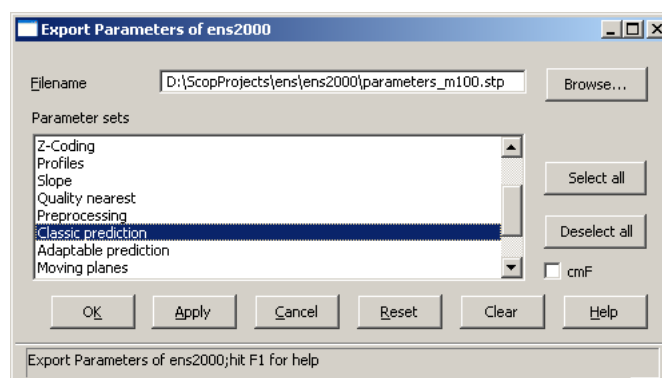 Export Parameters of ens2000
Filename D:\ScopProjects\ens\ens2000\parameters_m100.stp Browse...
Parameter sets
Z-Coding
Profiles
Slope
Quality nearest
Preprocessing
Classic prediction
Adaptable prediction
Moving planes
Select all
Deselect all
cmF
OK Apply Cancel Reset Clear Help
Export Parameters of ens2000;hit F1 for help